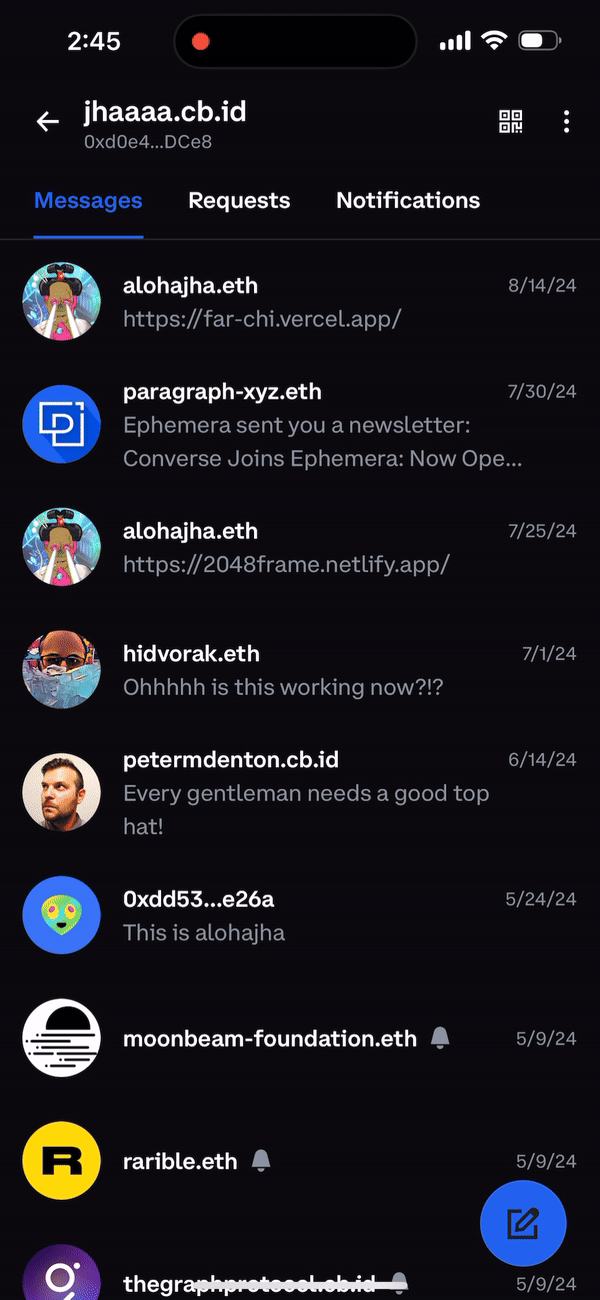 2:45
jhaaaa.cb.id
0xd0e4...DCe8
Messages Requests Notifications
alohajha.eth 8/14/24
https://far-chi.vercel.app/
paragraph-xyz.eth 7/30/24
Ephemera sent you a newsletter:
Converse Joins Ephemera: Now Ope...
alohajha.eth 7/25/24
https://2048frame.netlify.app/
hidvorak.eth 7/1/24
Ohhhhh is this working now?!?
petermdenton.cb.id 6/14/24
Every gentleman needs a good top
hat!
0xdd53...e26a 5/24/24
This is alohajha
moonbeam-foundation.eth 5/9/24
R
rarible.eth 5/9/24
thegraphprotocol.cb.id 5/9/24